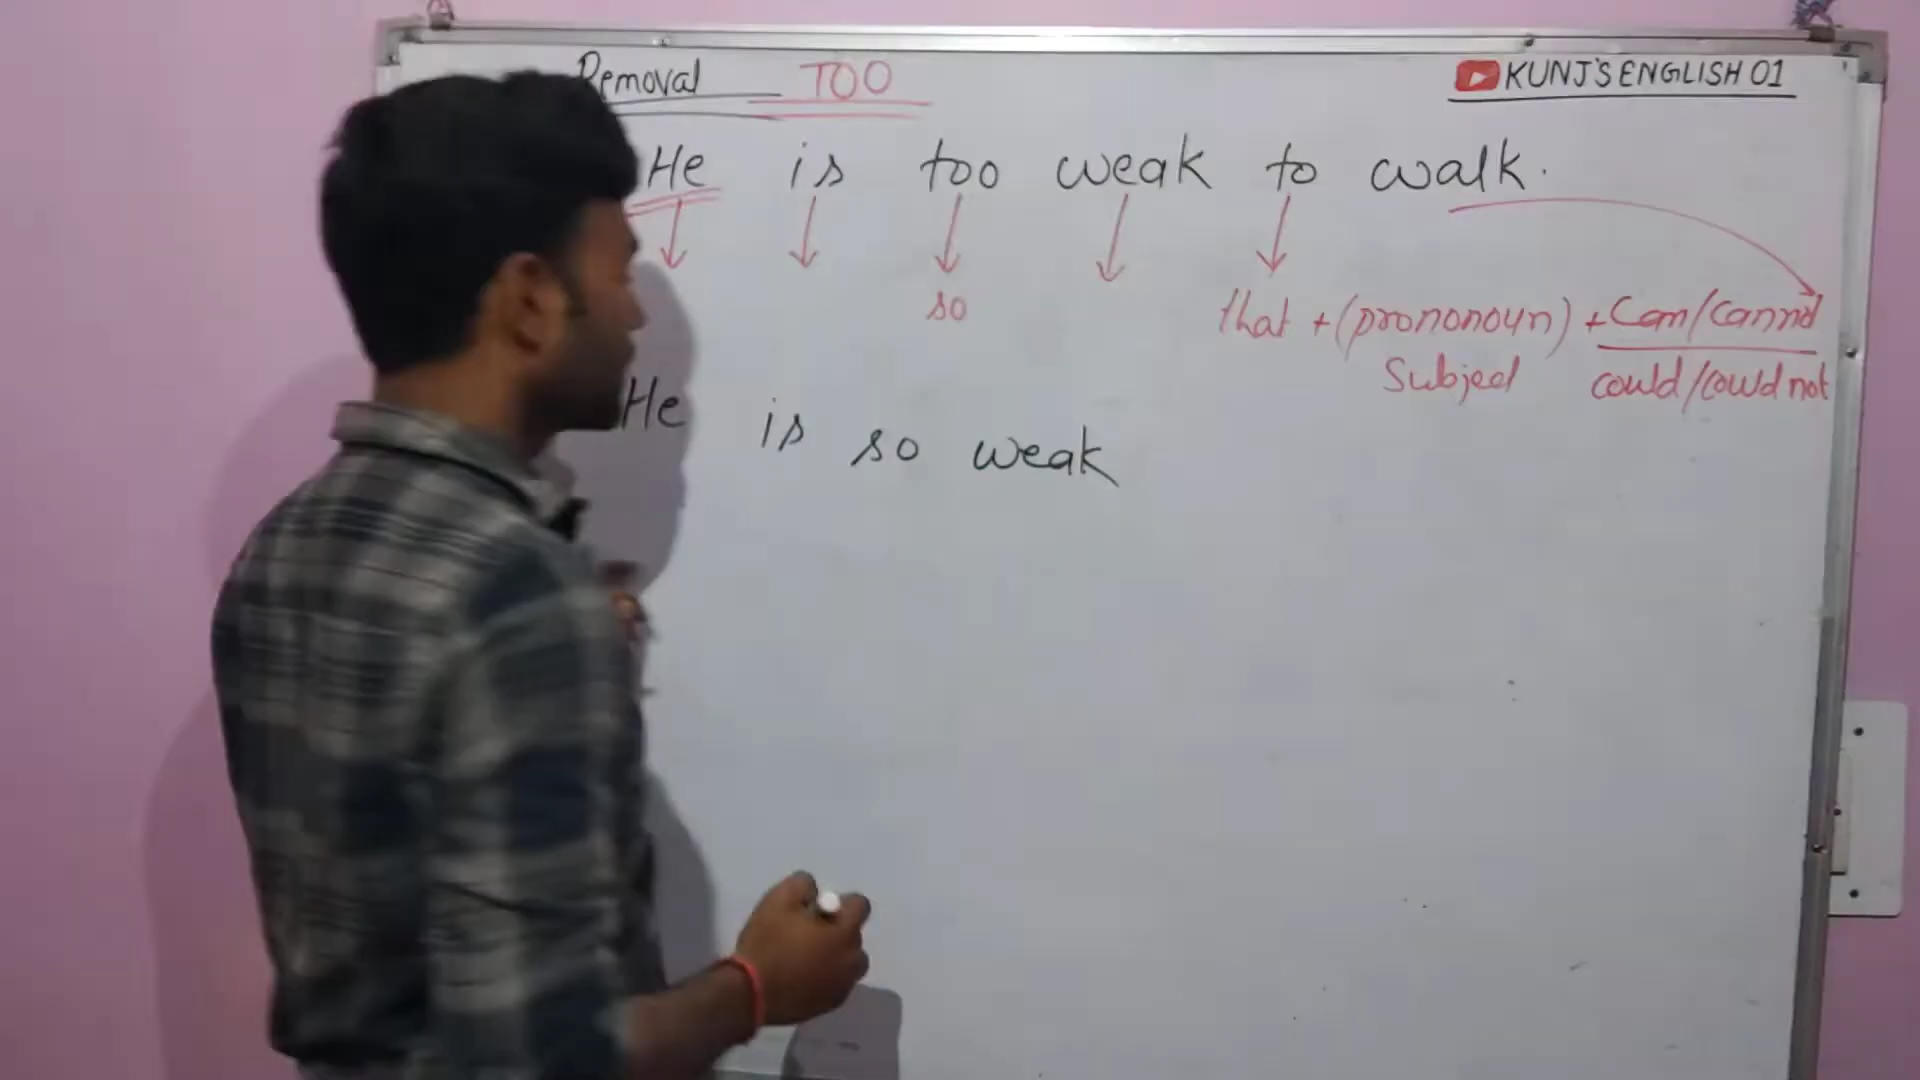 Removal TOO
KUNJ'S ENGLISH 01
He is too weak to walk.
so
that + (prononoun) + Can/cannot
Subject could/could not
He is so weak